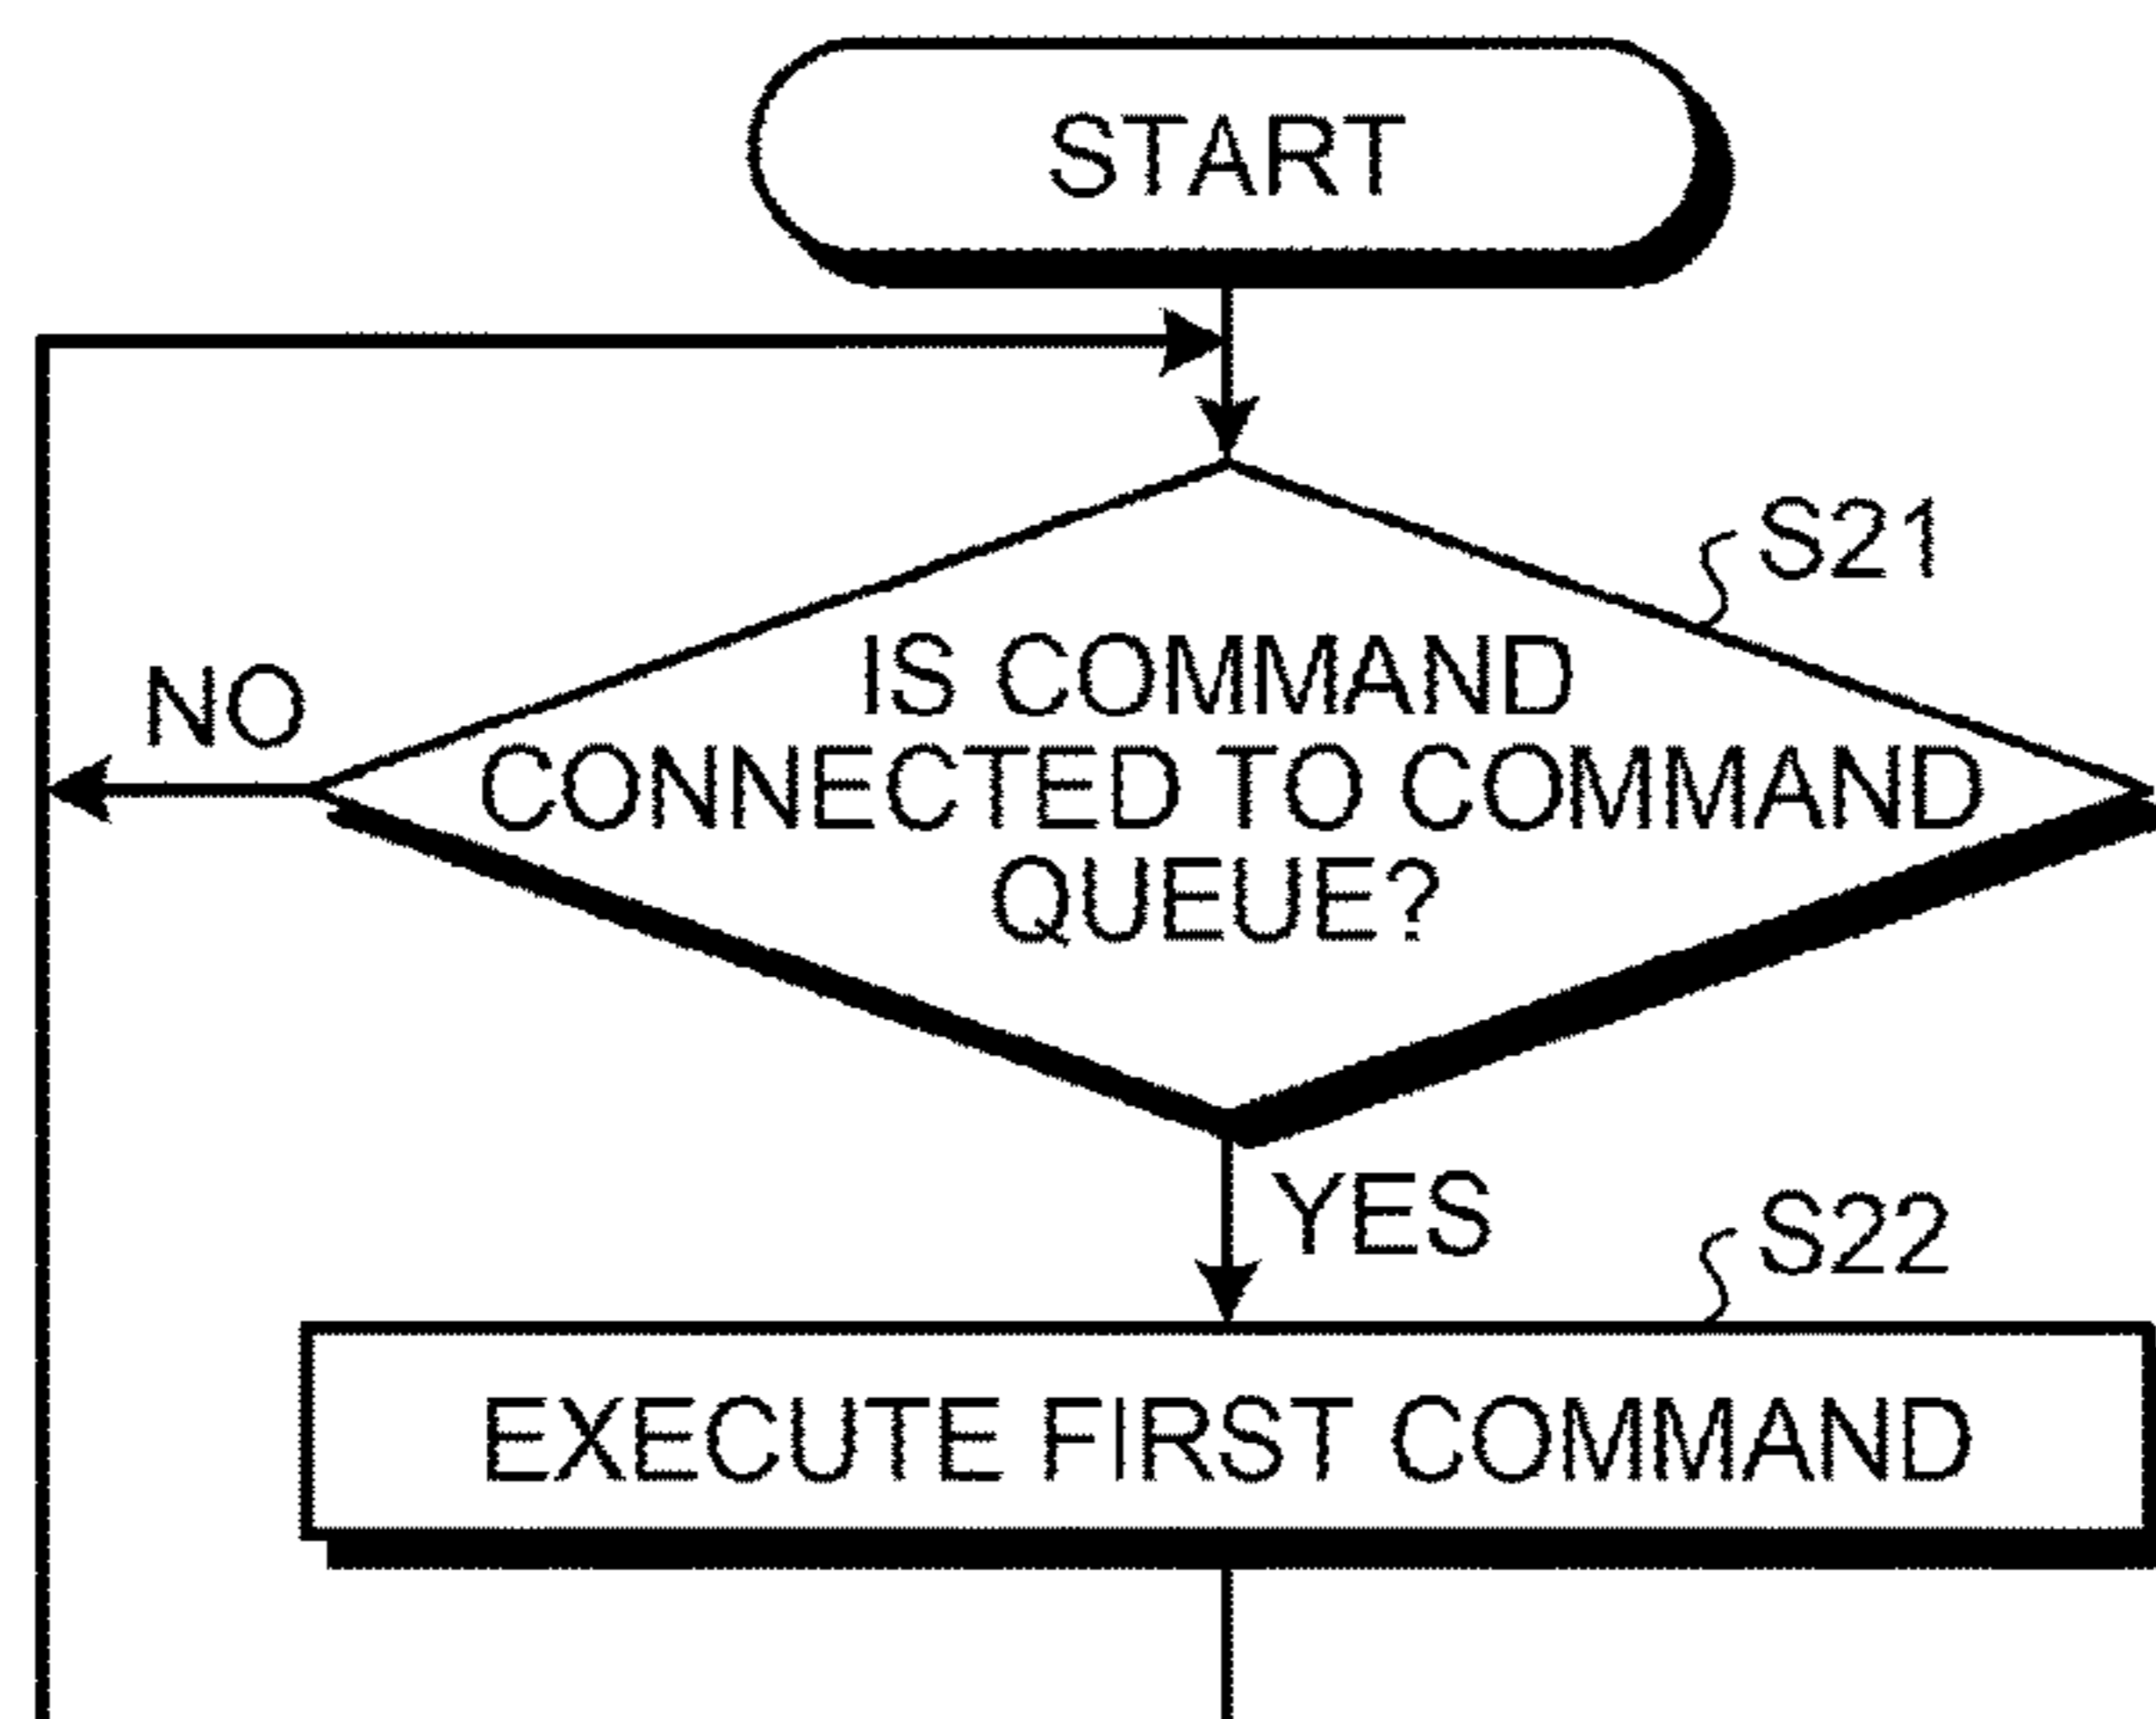 START
S21
IS COMMAND
NO
CONNECTED TO COMMAND
QUEUE?
YES
S22
EXECUTE FIRST COMMAND